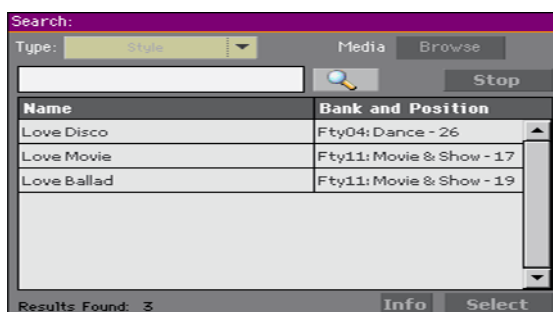 Search:
Type: Style Media Browse
Stop
Name Bank and Position
Love Disco Fty04: Dance - 26
Love Movie Fty11: Movie & Show - 17
Love Ballad Fty11: Movie & Show - 19
Results Found: 3 Info Select